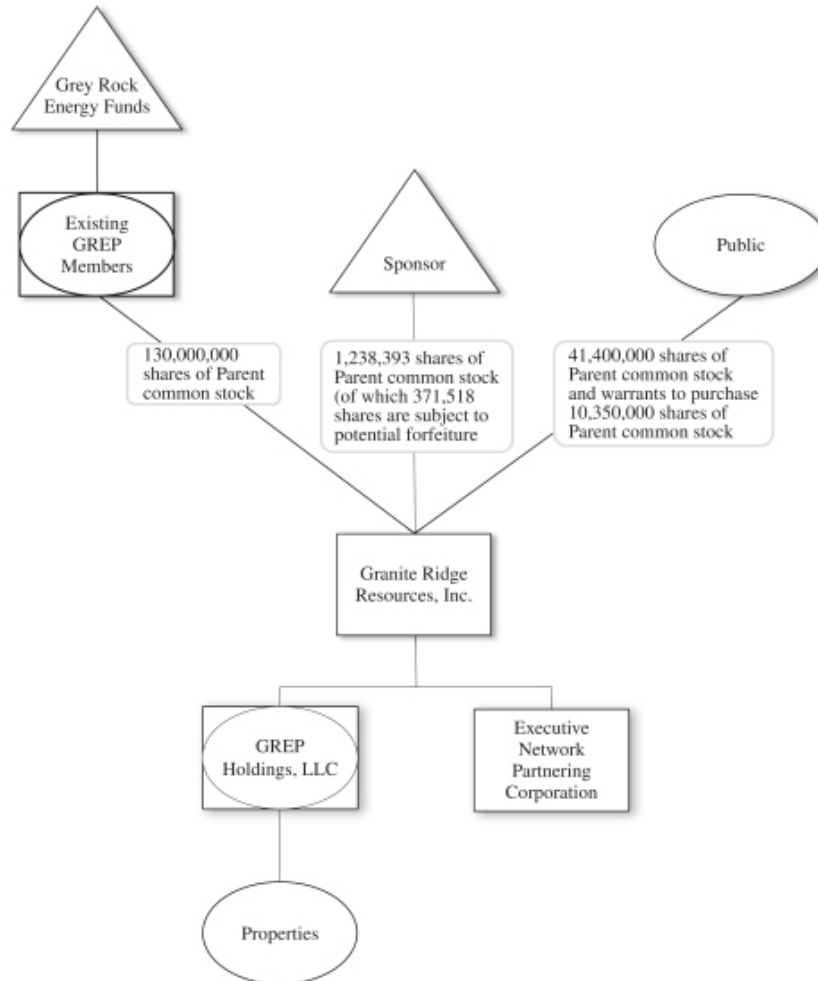 Grey Rock
Energy Funds
Existing
GREP
Members
Sponsor
Public
130,000,000
shares of Parent
common stock
1,238,393 shares of
Parent common stock
(of which 371,518
shares are subject to
potential forfeiture
41,400,000 shares of
Parent common stock
and warrants to purchase
10,350,000 shares of
Parent common stock
Granite Ridge
Resources, Inc.
GREP
Holdings, LLC
Executive
Network
Partnering
Corporation
Properties